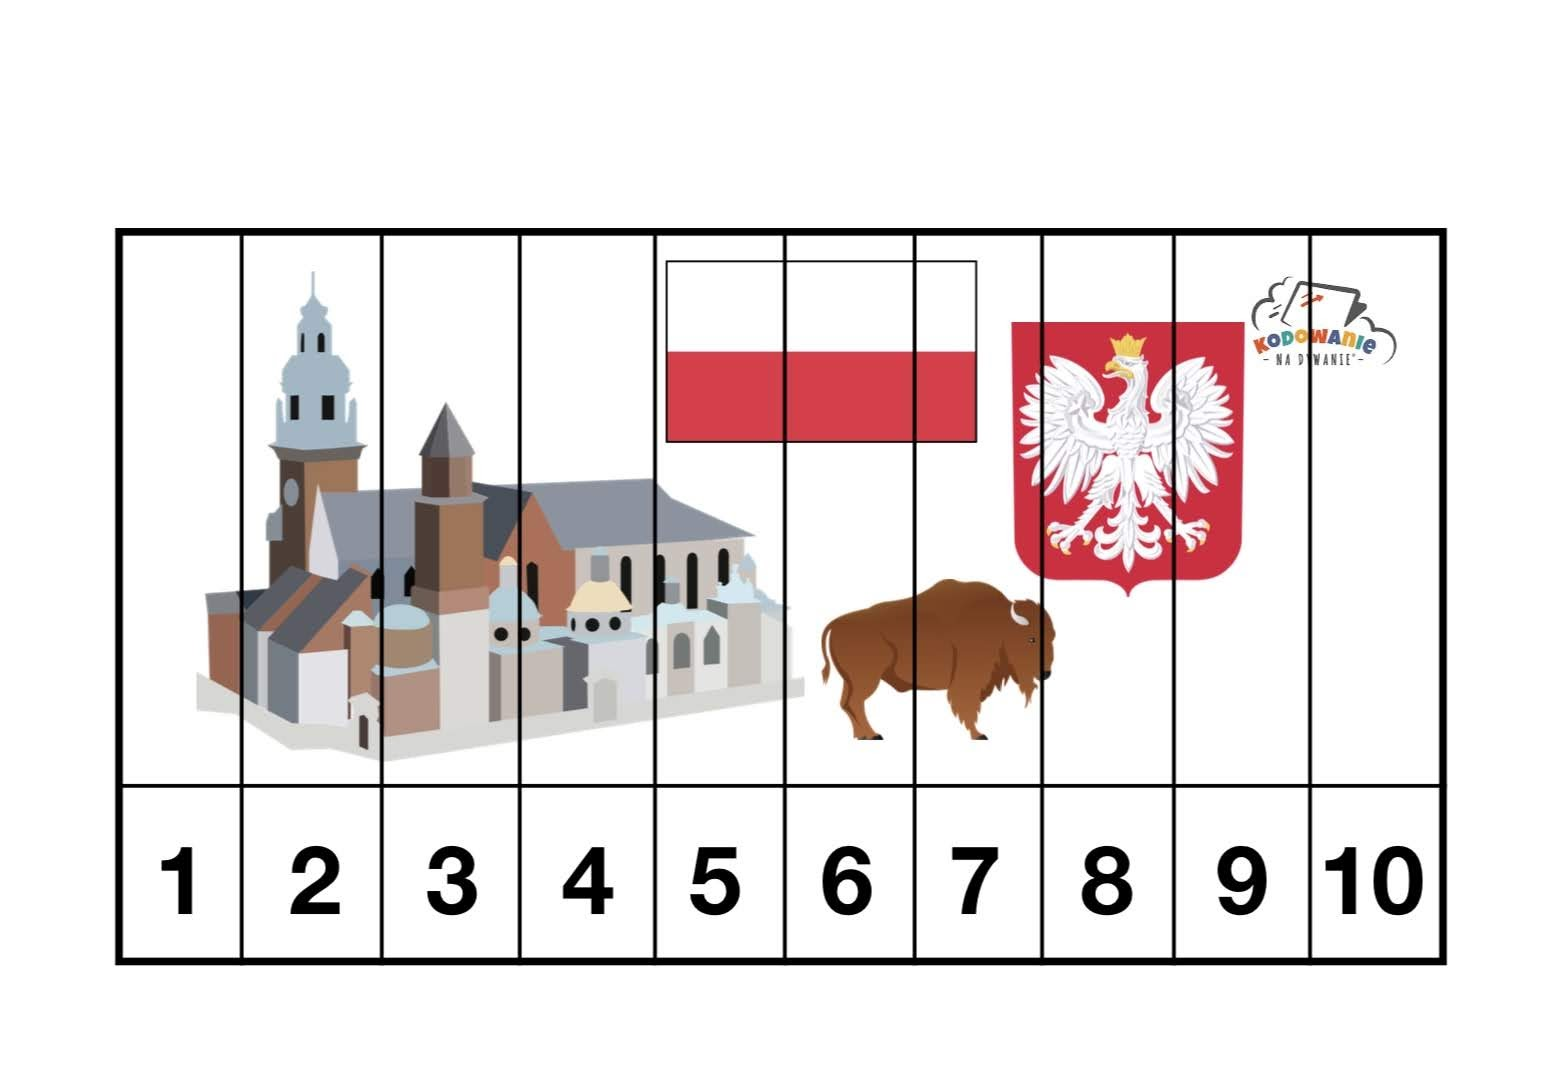 KODOWANIE
- NA DYWANIE® -
1 2 3 4 5 6 7 8 9 10